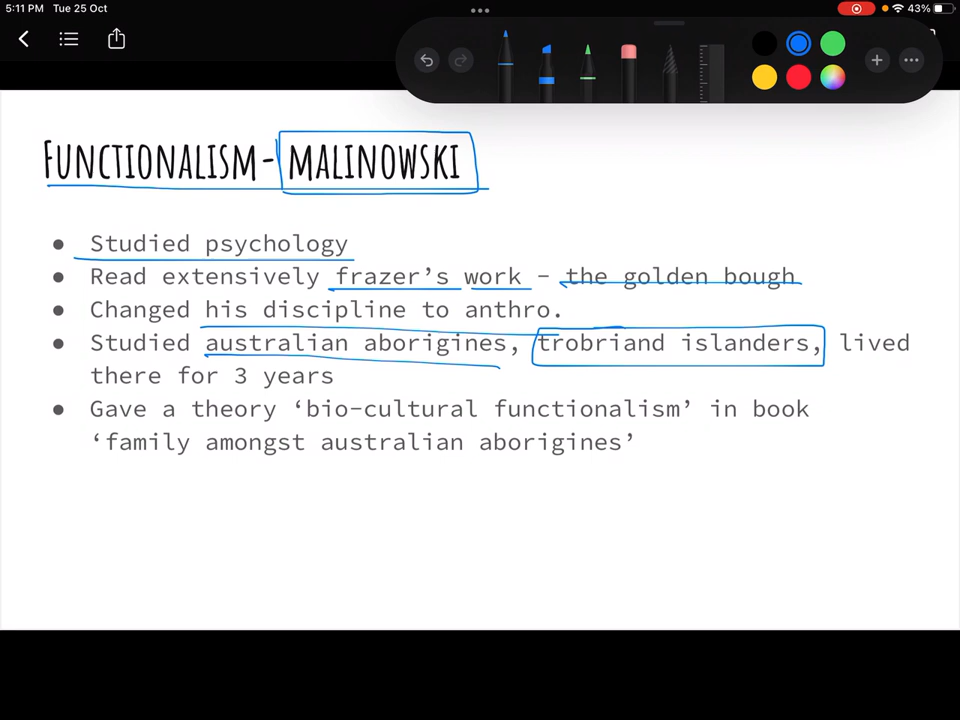 5:11 PM Tue 25 Oct
43%
FUNCTIONALISM- MALINOWSKI
● Studied psychology
● Read extensively frazer's work - the golden bough
● Changed his discipline to anthro.
● Studied australian aborigines, trobriand islanders, lived
there for 3 years
● Gave a theory ‘bio-cultural functionalism’ in book
‘family amongst australian aborigines’